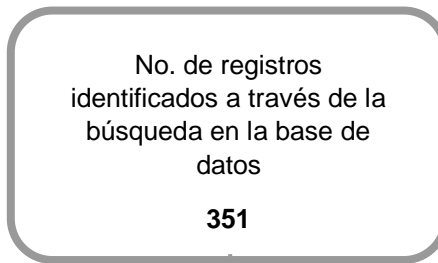 No. de registros
identificados a través de la
búsqueda en la base de
datos
351